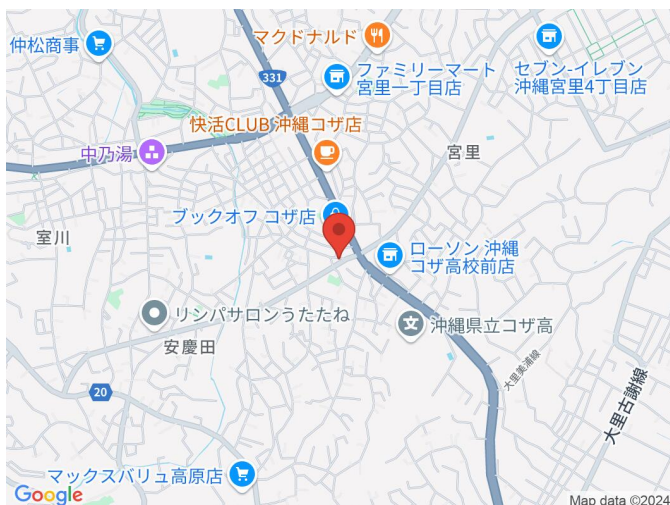 仲松商事
マクドナルド
ファミリーマート
宮里一丁目店
セブン-イレブン
沖縄宮里4丁目店
331
快活CLUB 沖縄コザ店
中乃湯
宮里
ブックオフ コザ店
室川
ローソン 沖縄
コザ高校前店
リンパサロンうたたね
沖縄県立コザ高
安慶田
大里美浦線
20
大里古謝線
マックスバリュ高原店
Google
Map data ©2024